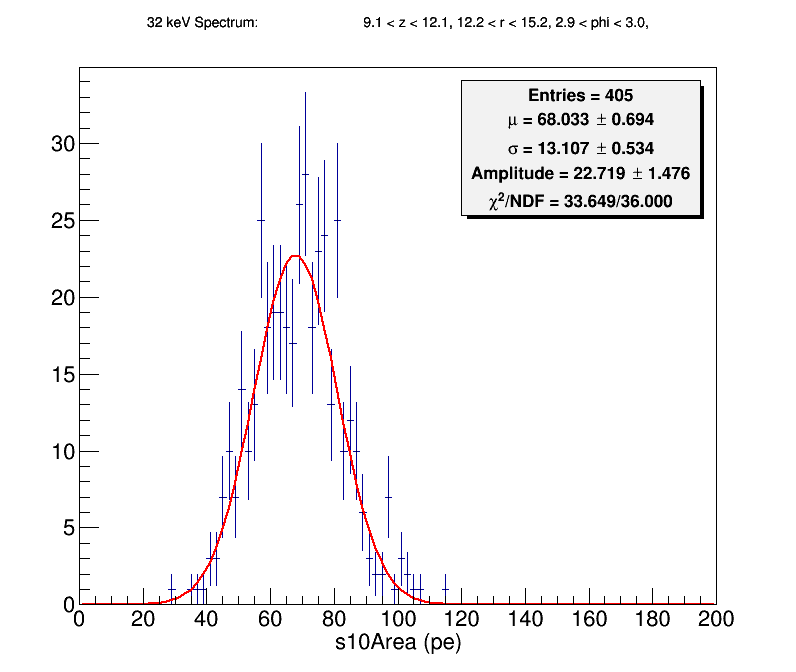 32 keV Spectrum: 9.1 < z < 12.1, 12.2 < r < 15.2, 2.9 < phi < 3.0,
Entries = 405
μ = 68.033 ± 0.694
σ = 13.107 ± 0.534
Amplitude = 22.719 ± 1.476
χ²/NDF = 33.649/36.000
30
25
20
15
10
5
0
0 20 40 60 80 100 120 140 160 180 200
s10Area (pe)